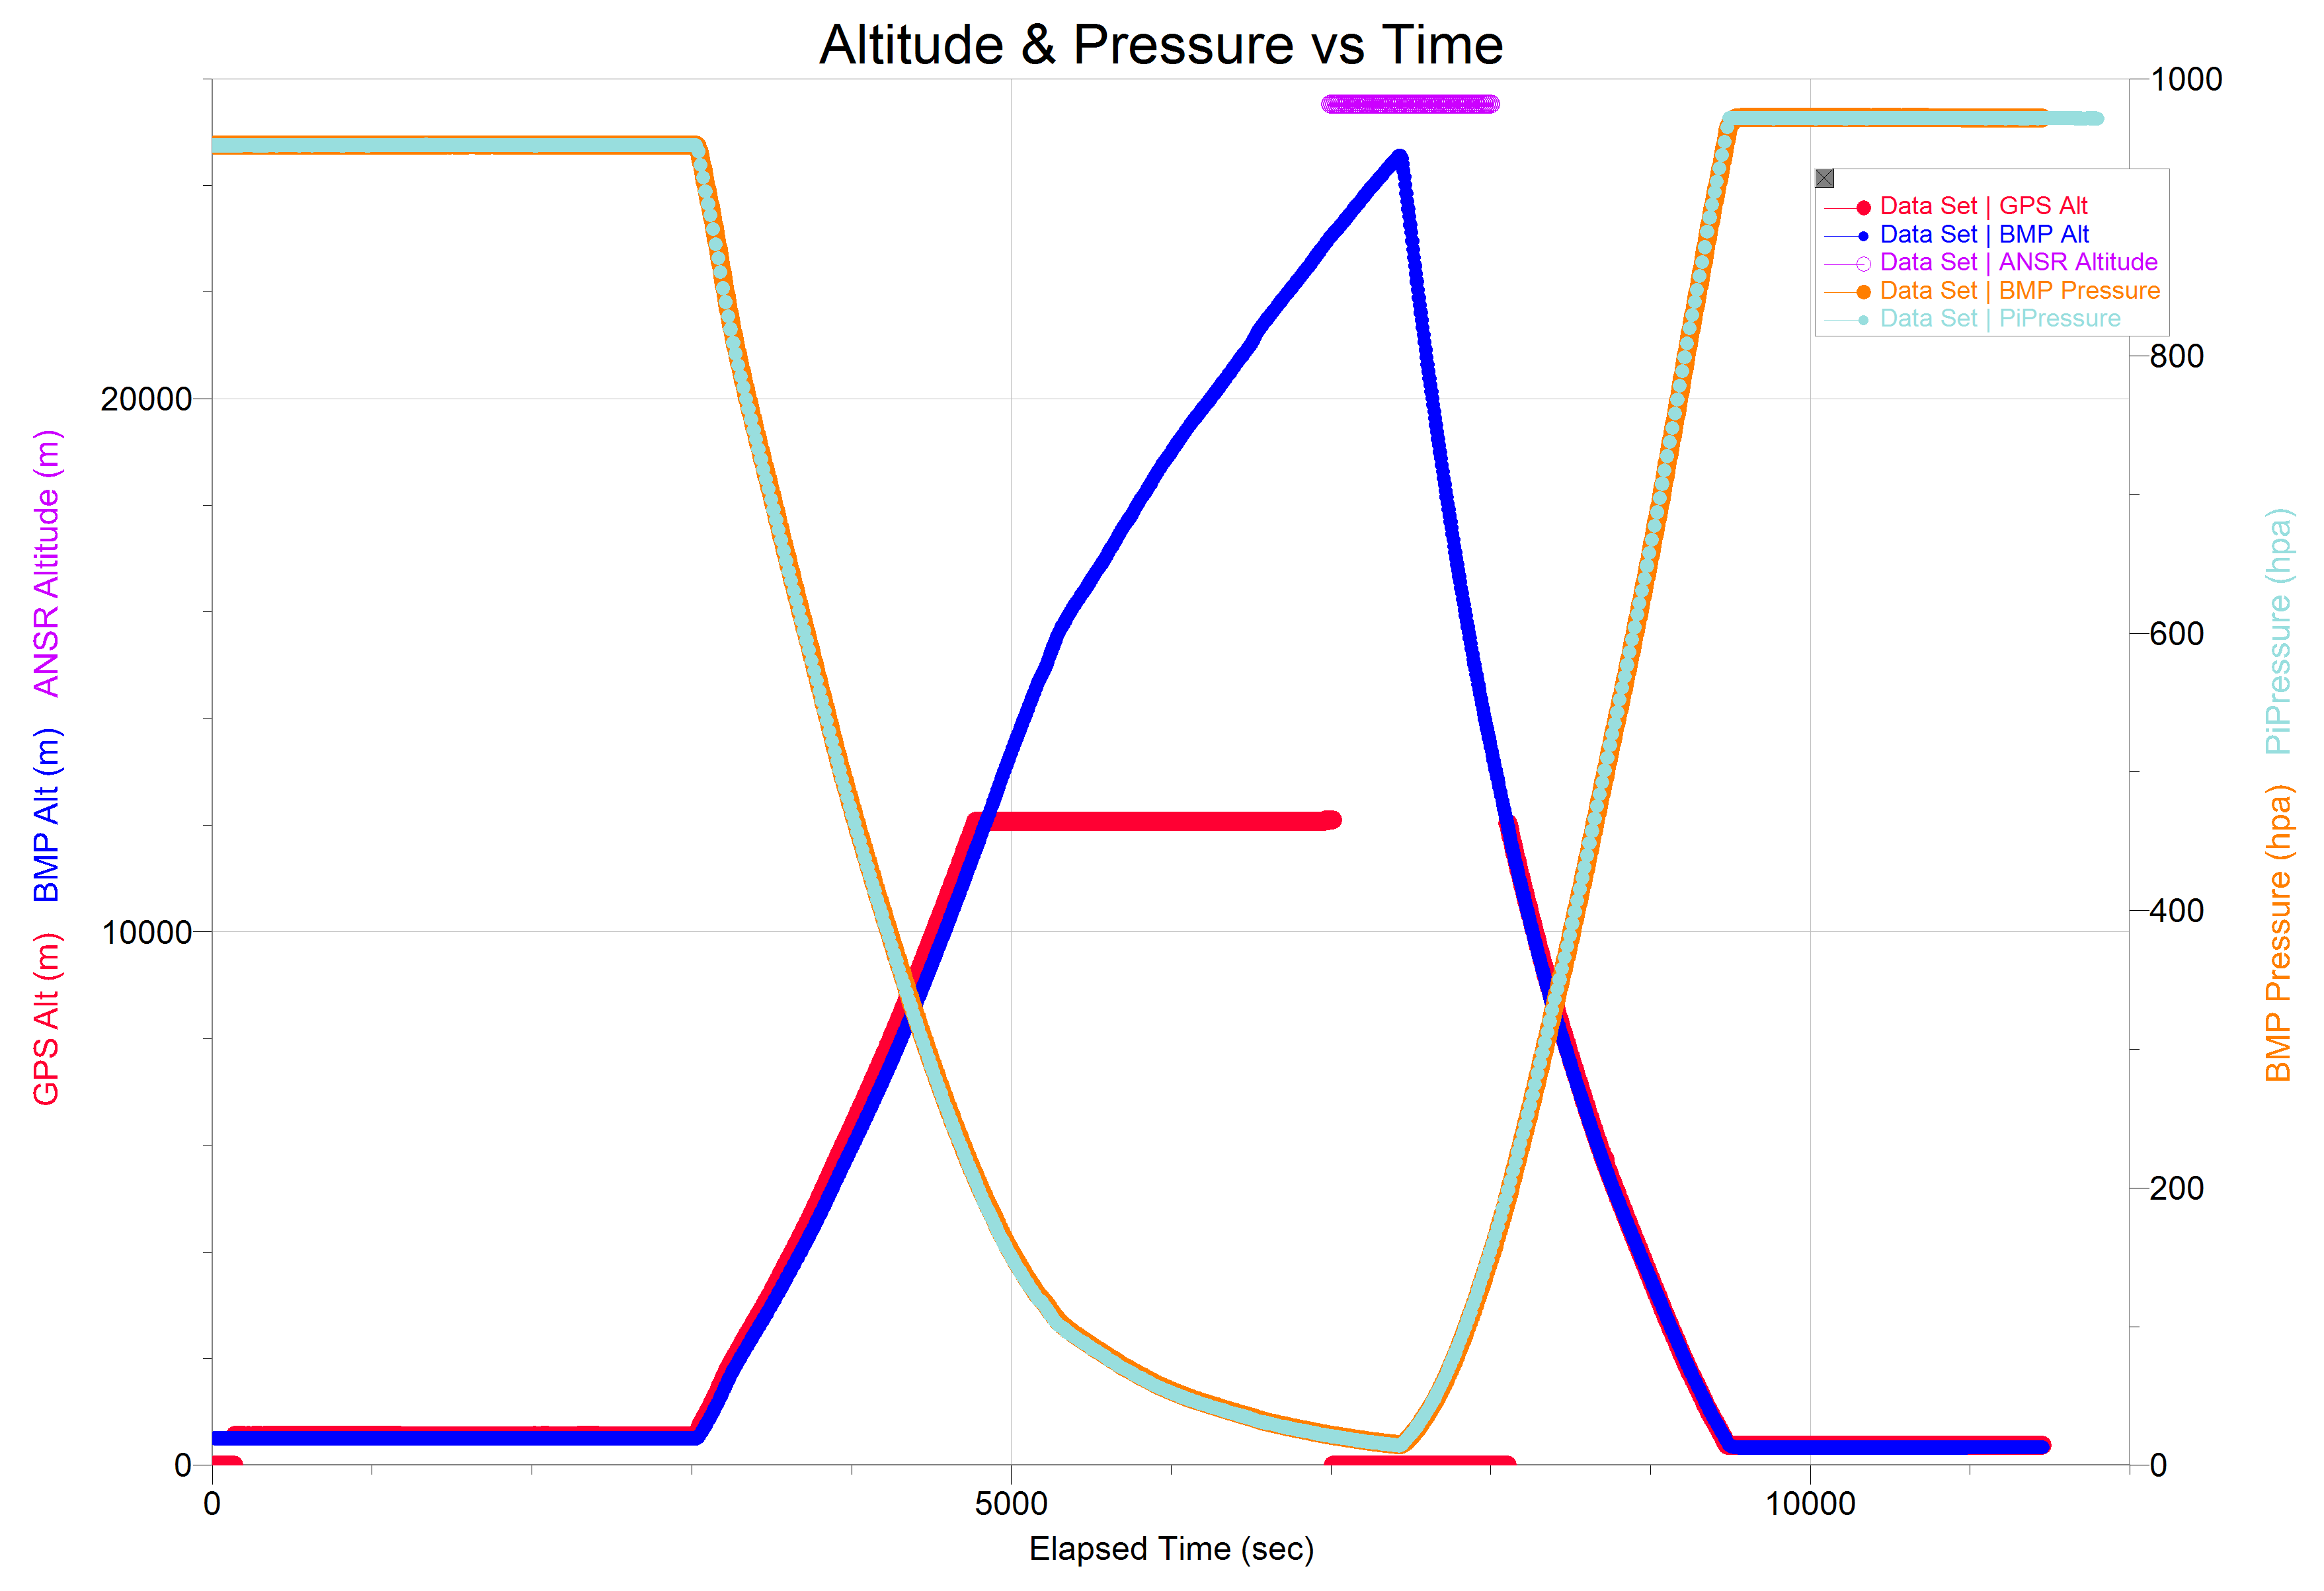 Altitude & Pressure vs Time
1000
800
600
400
200
0
20000
10000
0
0
5000
10000
Elapsed Time (sec)
GPS Alt (m)
BMP Alt (m)
ANSR Altitude (m)
BMP Pressure (hpa)
PiPressure (hpa)
Data Set | GPS Alt
Data Set | BMP Alt
Data Set | ANSR Altitude
Data Set | BMP Pressure
Data Set | PiPressure